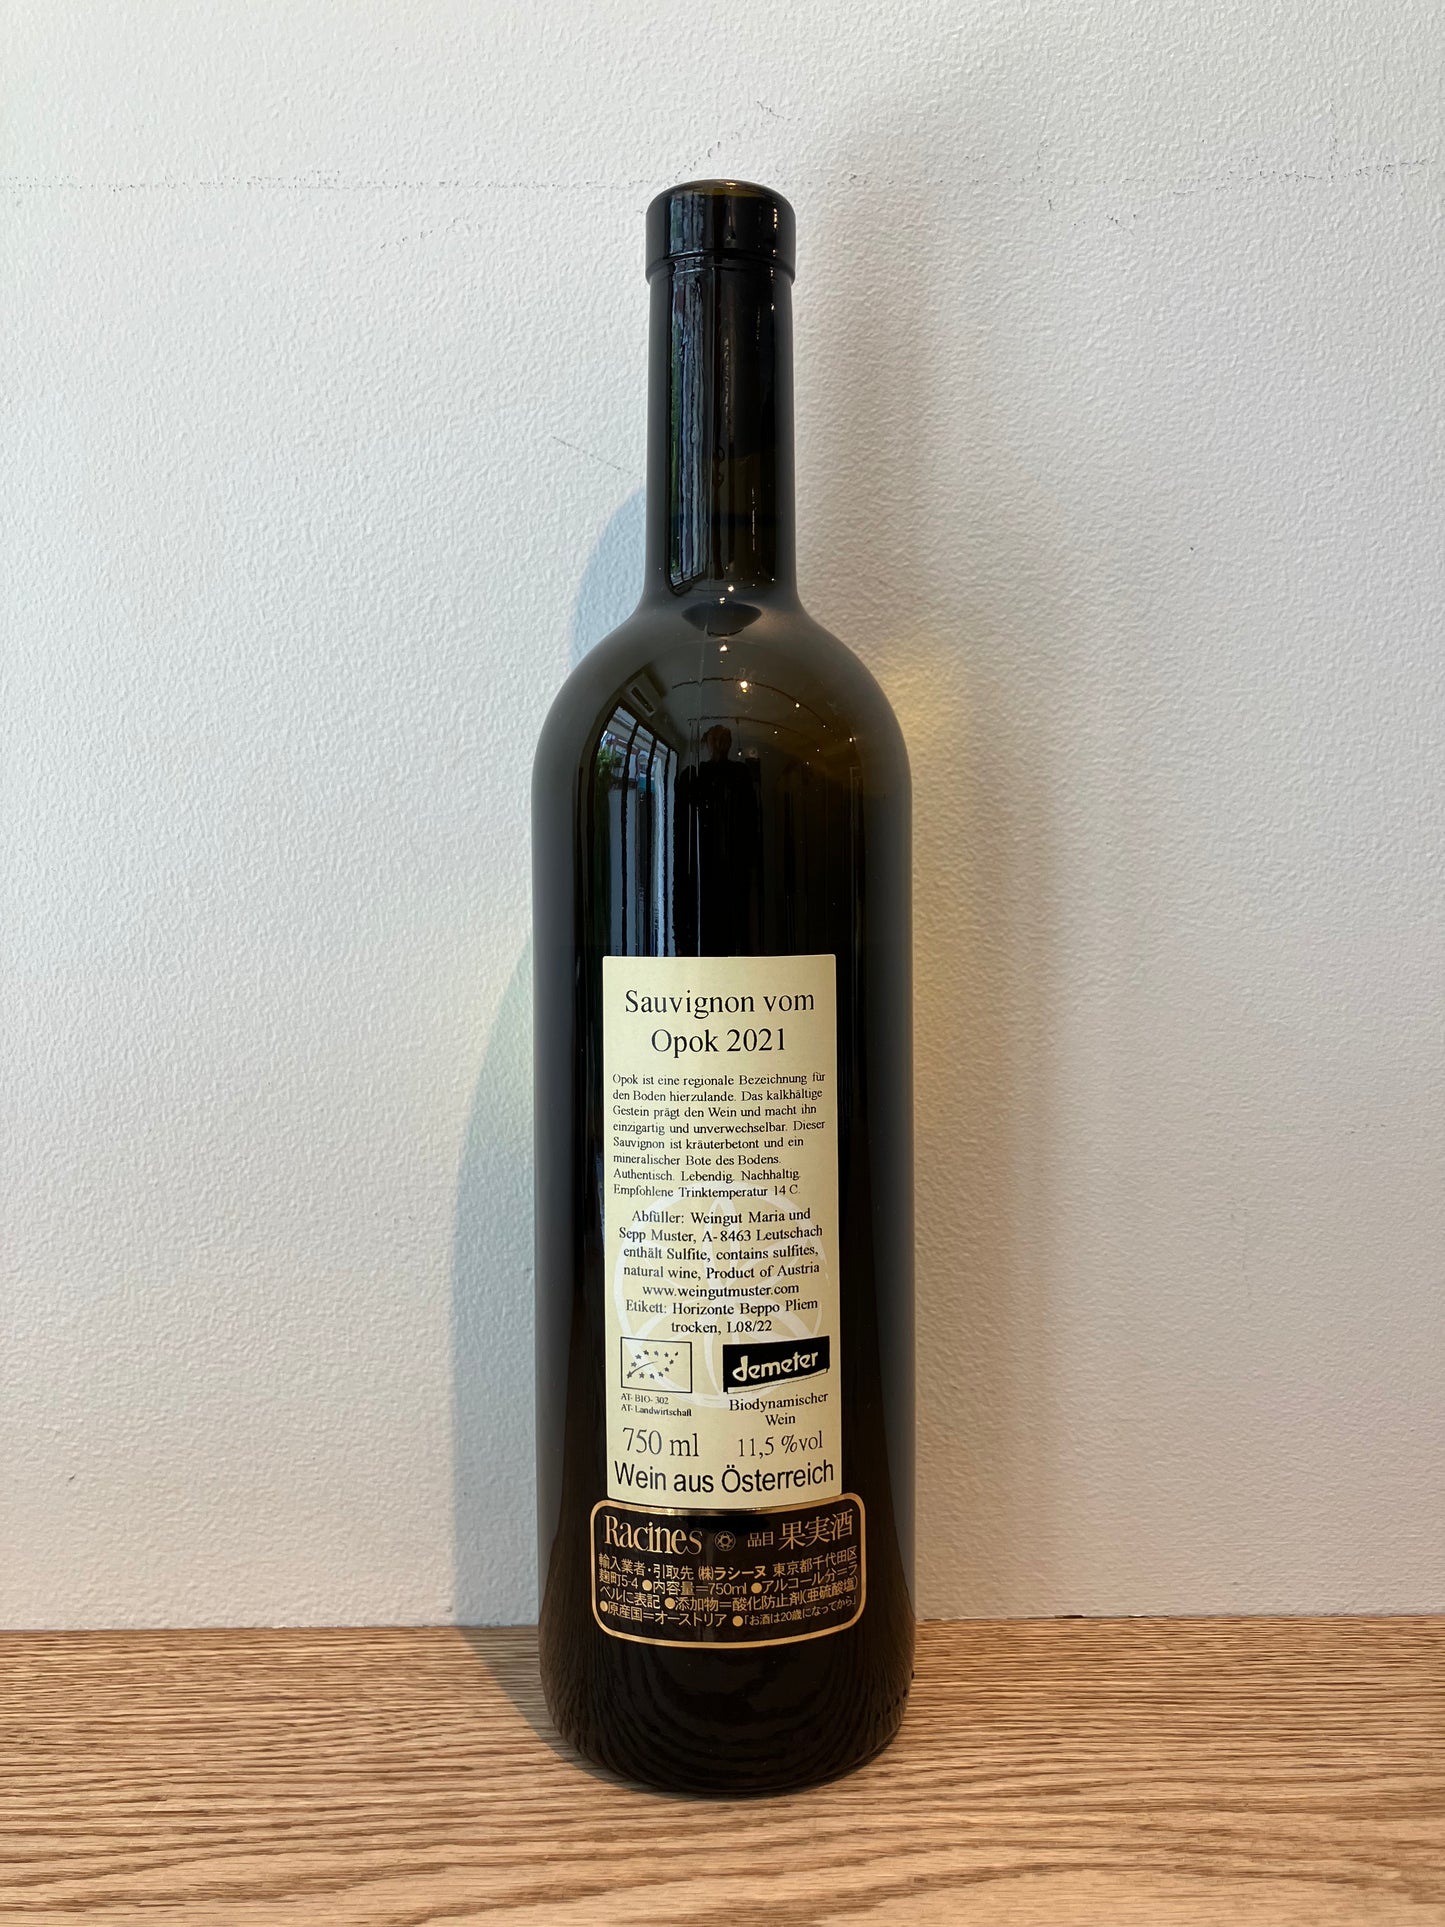 Sauvignon vom
Opok 2021
Opok ist eine regionale Bezeichnung für
den Boden hierzulande. Das kalkhältige
Gestein prägt den Wein und macht ihn
einzigartig und unverwechselbar. Dieser
Sauvignon ist kräuterbetont und ein
mineralischer Bote des Bodens.
Authentisch. Lebendig. Nachhaltig.
Empfohlene Trinktemperatur 14 C.
Abfüller: Weingut Maria und
Sepp Muster, A-8463 Leutschach
enthält Sulfite, contains sulfites,
natural wine, Product of Austria
www.weingutmuster.com
Etikett: Horizonte Beppo Pliem
trocken, L08/22
demeter
AT-BIO-302
AT-Landwirtschaft
Biodynamischer
Wein
750 ml 11,5 %vol
Wein aus Österreich
Racines 品目 果実酒
輸入業者・引取先 ㈱ラシーヌ 東京都千代田区
麹町5-4 ●内容量=750ml ●アルコール分=ラ
ベルに表記 ●添加物=酸化防止剤(亜硫酸塩)
●原産国=オーストリア ●「お酒は20歳になってから」